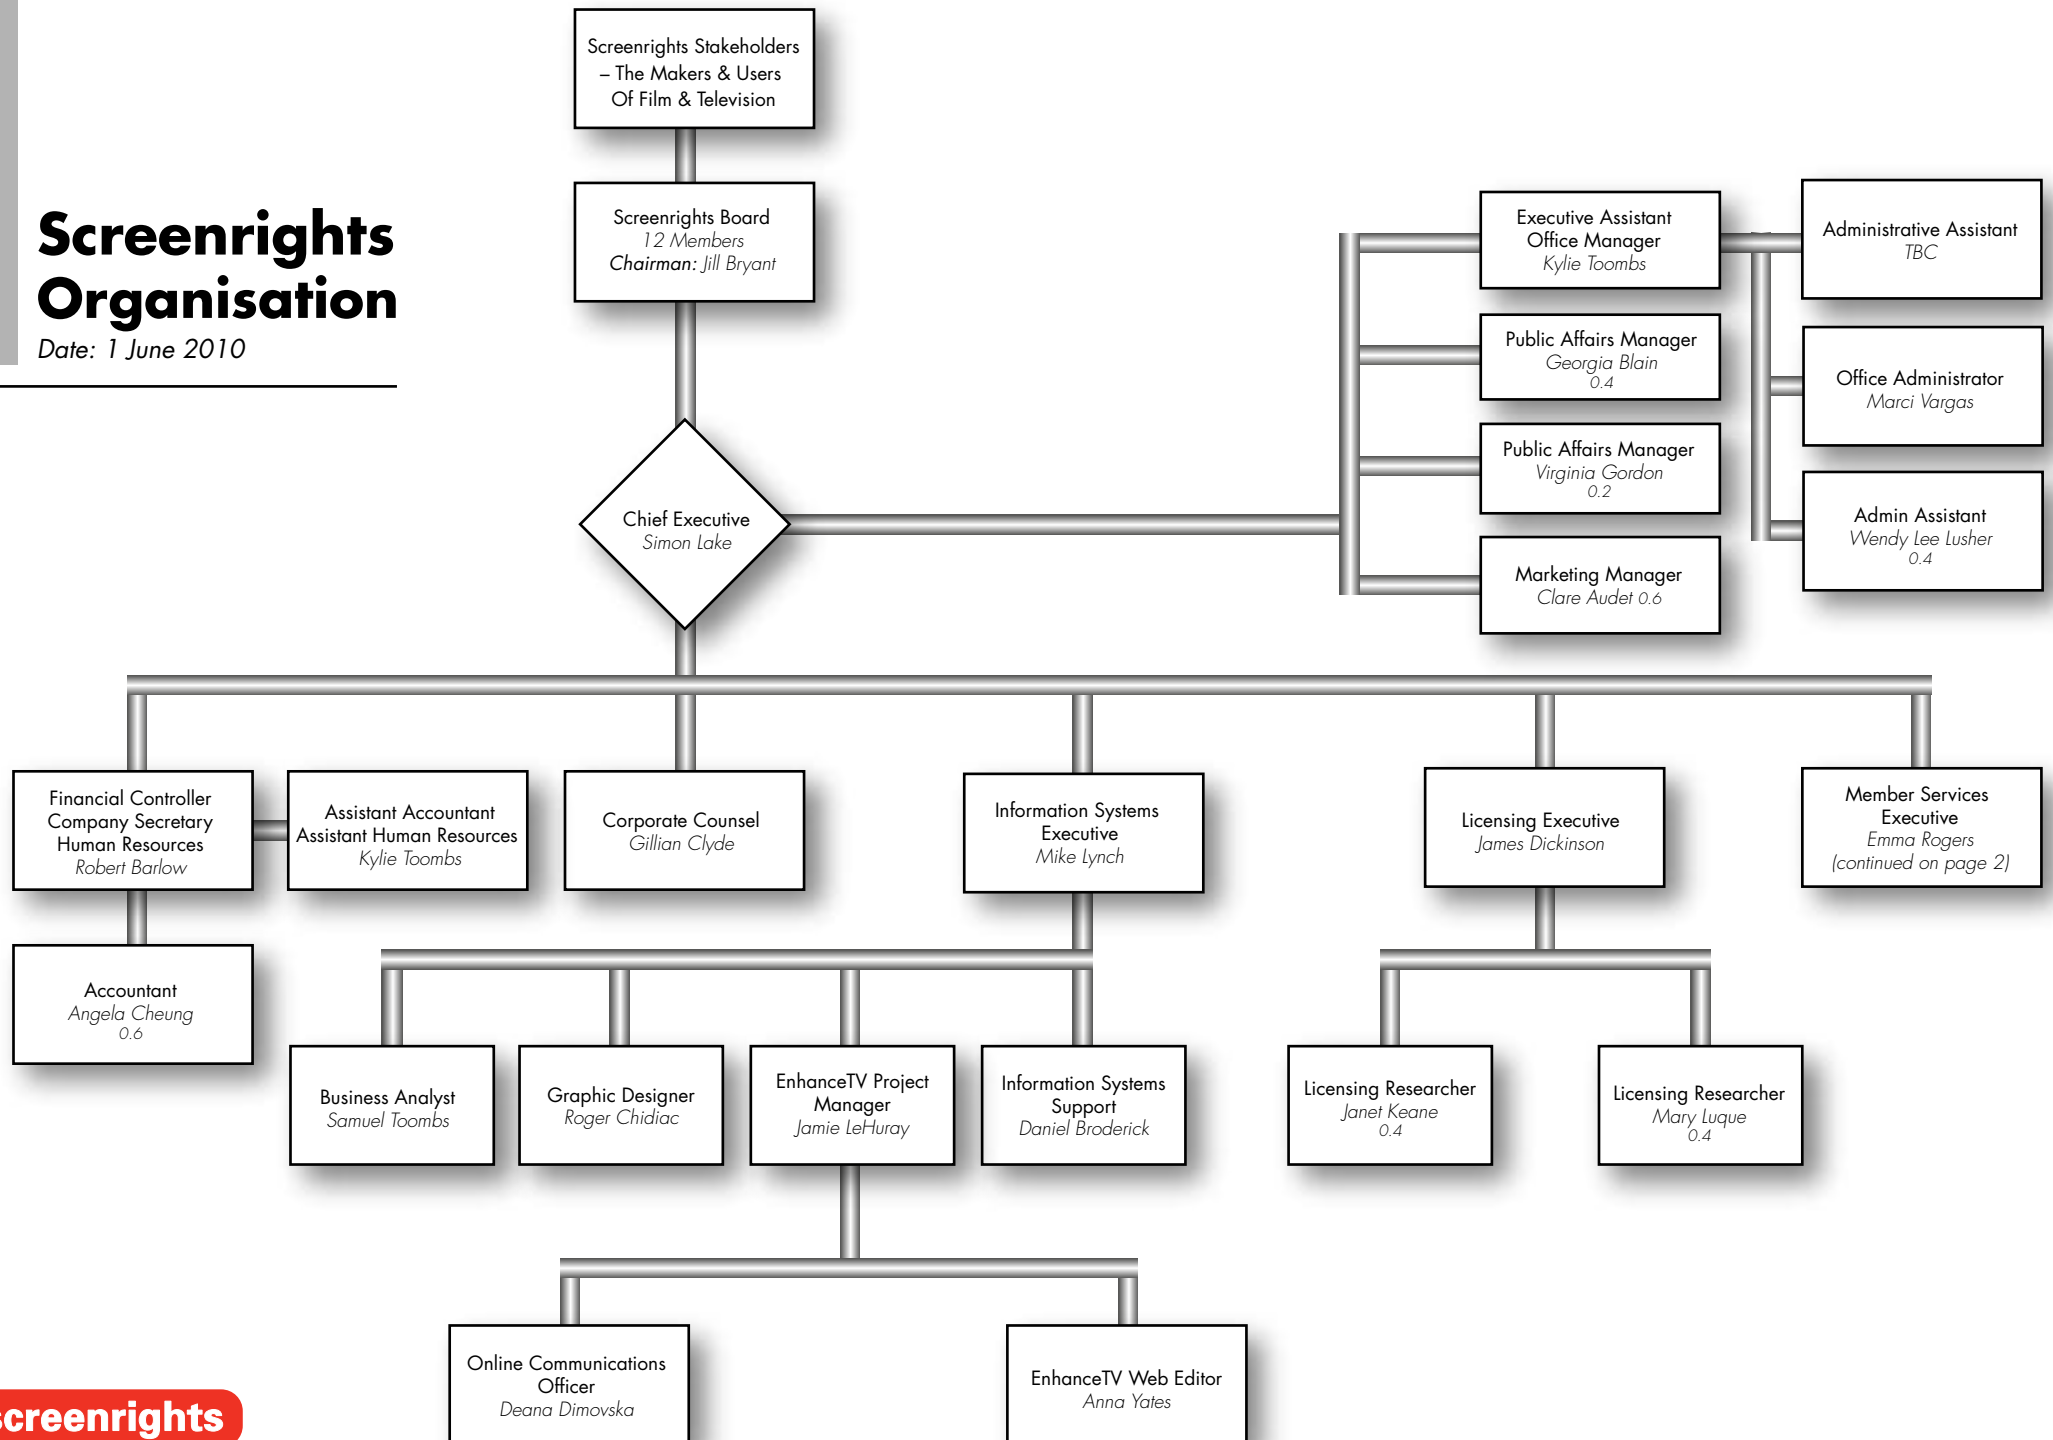 Screenrights
Organisation
Date: 1 June 2010
Screenrights Stakeholders
– The Makers & Users
Of Film & Television
Screenrights Board
12 Members
Chairman: Jill Bryant
Chief Executive
Simon Lake
Executive Assistant
Office Manager
Kylie Toombs
Public Affairs Manager
Georgia Blain
0.4
Public Affairs Manager
Virginia Gordon
0.2
Marketing Manager
Clare Audet 0.6
Administrative Assistant
TBC
Office Administrator
Marci Vargas
Admin Assistant
Wendy Lee Lusher
0.4
Financial Controller
Company Secretary
Human Resources
Robert Barlow
Assistant Accountant
Assistant Human Resources
Kylie Toombs
Corporate Counsel
Gillian Clyde
Information Systems
Executive
Mike Lynch
Licensing Executive
James Dickinson
Member Services
Executive
Emma Rogers
(continued on page 2)
Accountant
Angela Cheung
0.6
Business Analyst
Samuel Toombs
Graphic Designer
Roger Chidiac
EnhanceTV Project
Manager
Jamie LeHuray
Information Systems
Support
Daniel Broderick
Licensing Researcher
Janet Keane
0.4
Licensing Researcher
Mary Luque
0.4
Online Communications
Officer
Deana Dimovska
EnhanceTV Web Editor
Anna Yates
screenrights